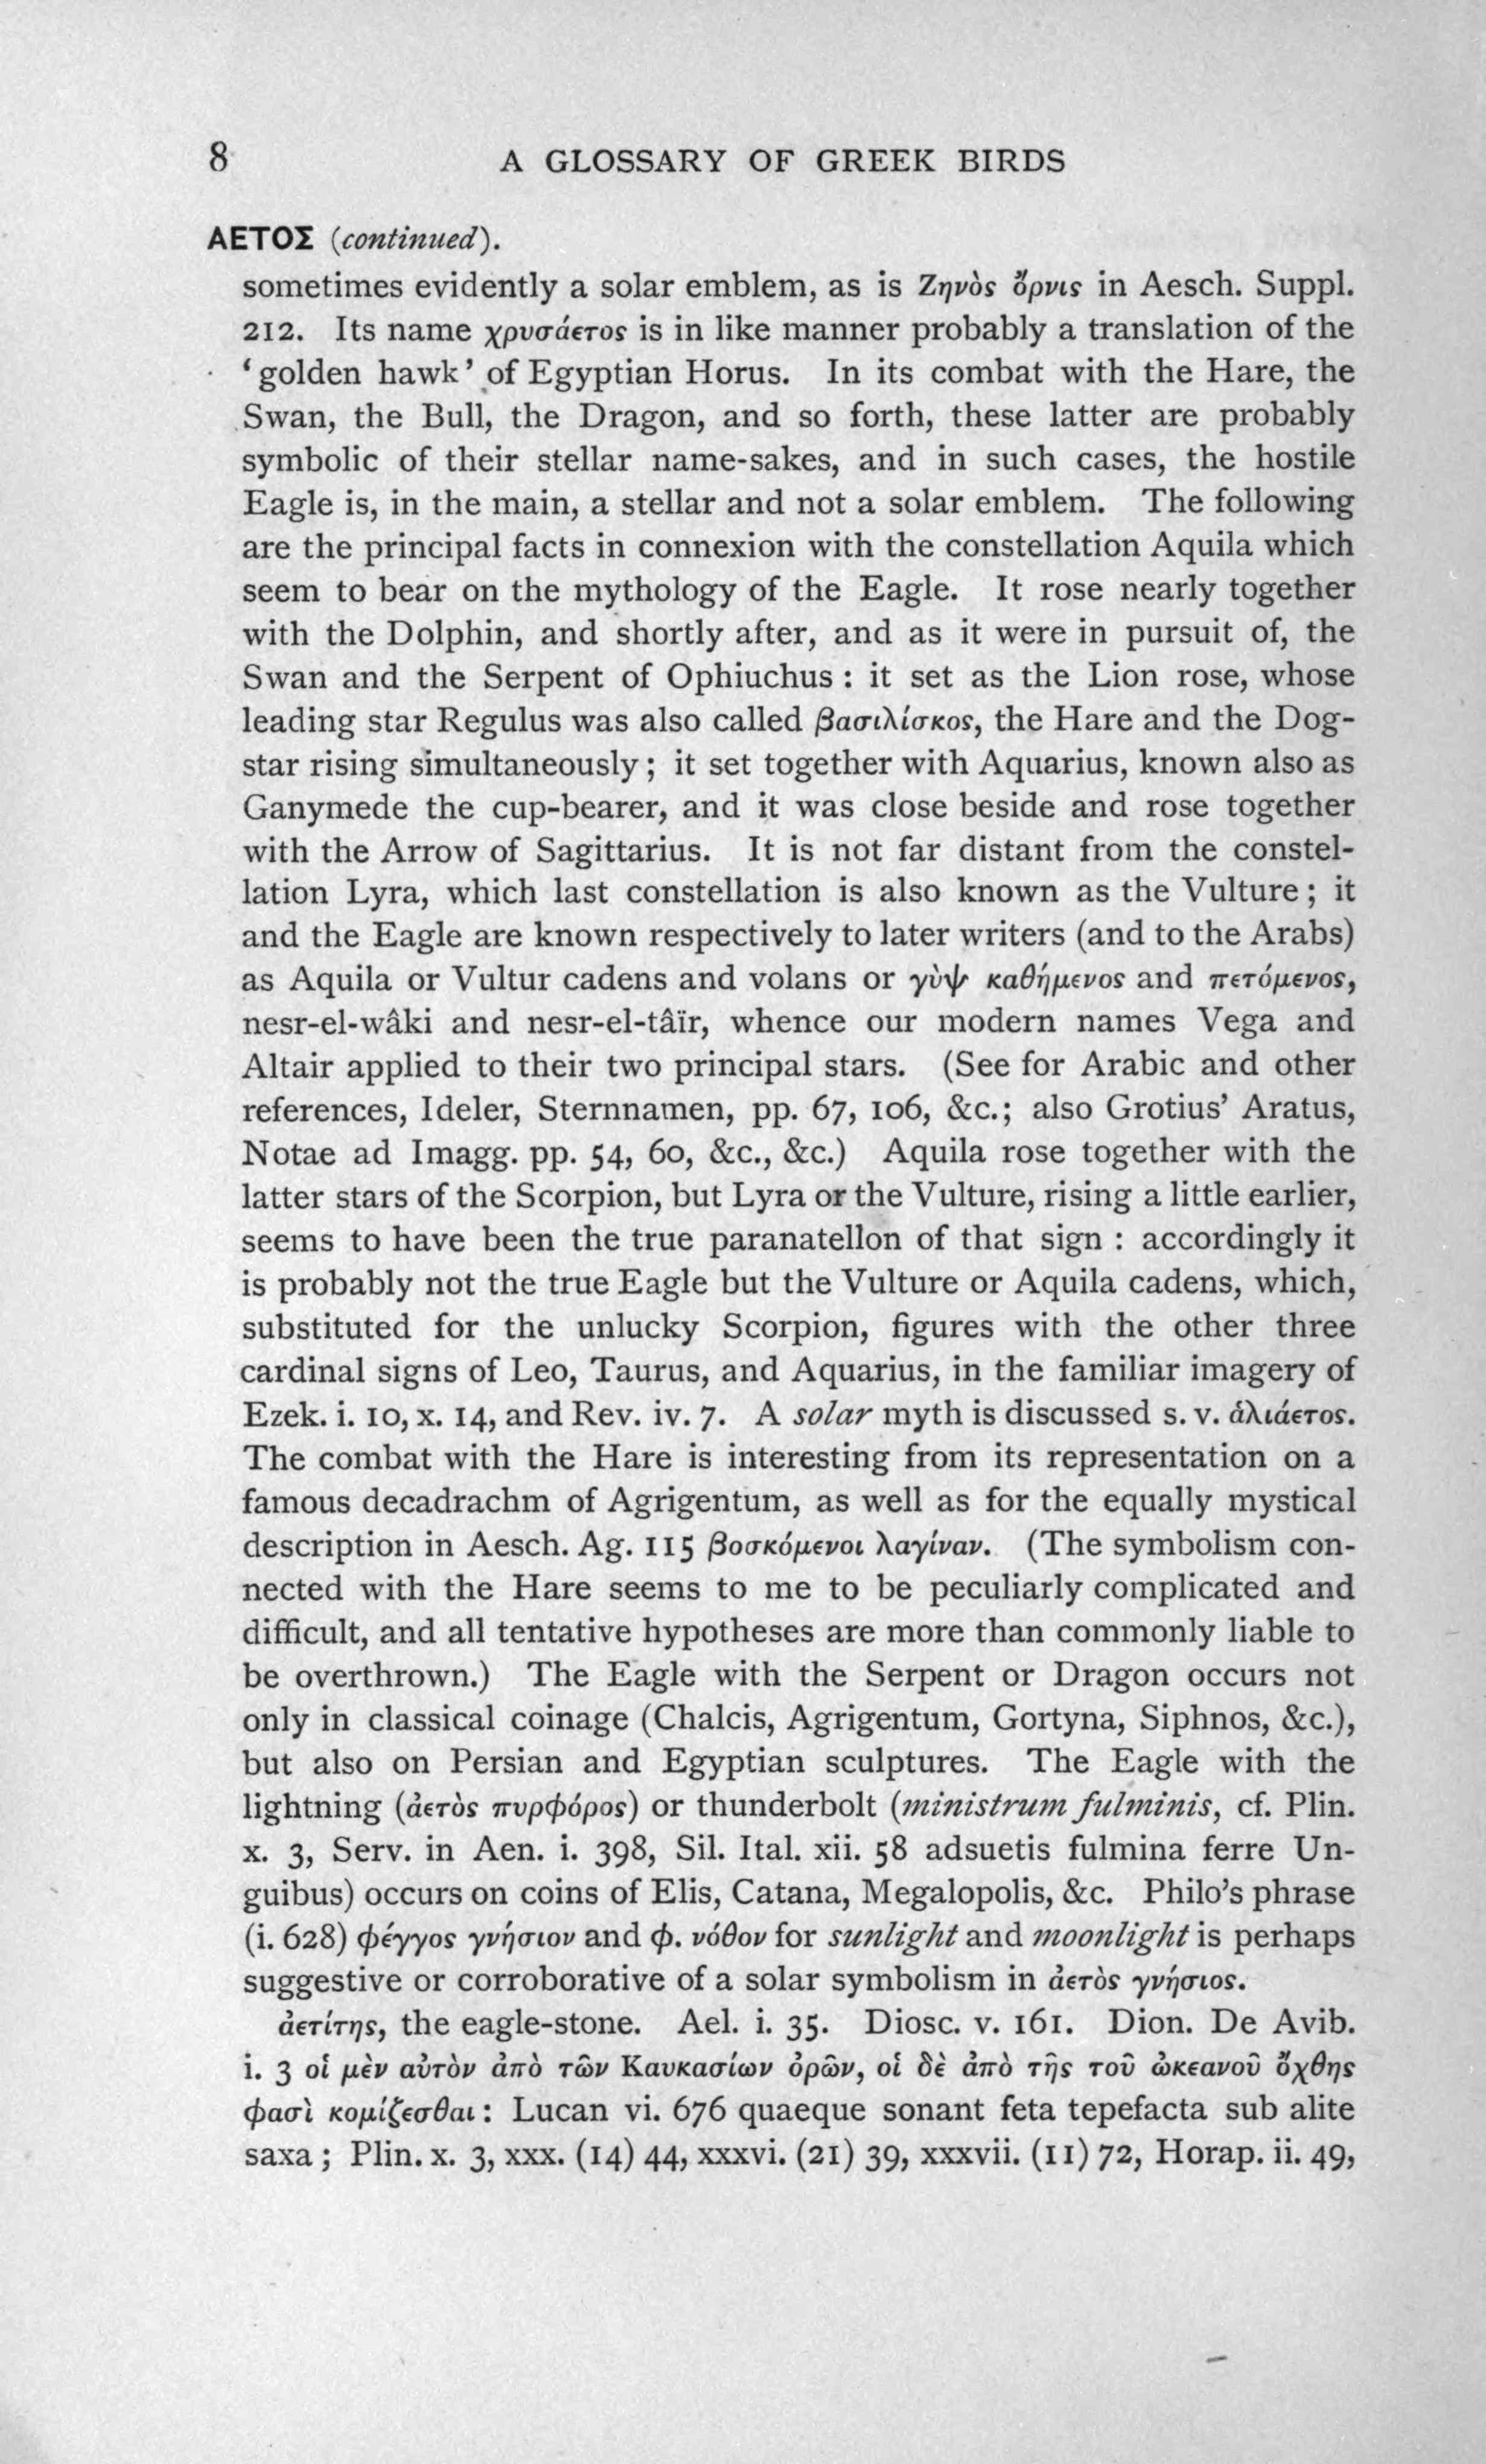 8 A GLOSSARY OF GREEK BIRDS
ΑΕΤΟΣ (continued).
sometimes evidently a solar emblem, as is Ζηνὸς ὄρνις in Aesch. Suppl.
212. Its name χρυσάετος is in like manner probably a translation of the
‘golden hawk’ of Egyptian Horus. In its combat with the Hare, the
Swan, the Bull, the Dragon, and so forth, these latter are probably
symbolic of their stellar name-sakes, and in such cases, the hostile
Eagle is, in the main, a stellar and not a solar emblem. The following
are the principal facts in connexion with the constellation Aquila which
seem to bear on the mythology of the Eagle. It rose nearly together
with the Dolphin, and shortly after, and as it were in pursuit of, the
Swan and the Serpent of Ophiuchus : it set as the Lion rose, whose
leading star Regulus was also called βασιλίσκος, the Hare and the Dog-
star rising simultaneously; it set together with Aquarius, known also as
Ganymede the cup-bearer, and it was close beside and rose together
with the Arrow of Sagittarius. It is not far distant from the constel-
lation Lyra, which last constellation is also known as the Vulture; it
and the Eagle are known respectively to later writers (and to the Arabs)
as Aquila or Vultur cadens and volans or γὺψ καθήμενος and πετόμενος,
nesr-el-wâki and nesr-el-tâïr, whence our modern names Vega and
Altair applied to their two principal stars. (See for Arabic and other
references, Ideler, Sternnamen, pp. 67, 106, &c.; also Grotius’ Aratus,
Notae ad Imagg. pp. 54, 60, &c., &c.) Aquila rose together with the
latter stars of the Scorpion, but Lyra or the Vulture, rising a little earlier,
seems to have been the true paranatellon of that sign : accordingly it
is probably not the true Eagle but the Vulture or Aquila cadens, which,
substituted for the unlucky Scorpion, figures with the other three
cardinal signs of Leo, Taurus, and Aquarius, in the familiar imagery of
Ezek. i. 10, x. 14, and Rev. iv. 7. A solar myth is discussed s. v. ἁλιάετος.
The combat with the Hare is interesting from its representation on a
famous decadrachm of Agrigentum, as well as for the equally mystical
description in Aesch. Ag. 115 βοσκόμενοι λαγίναν. (The symbolism con-
nected with the Hare seems to me to be peculiarly complicated and
difficult, and all tentative hypotheses are more than commonly liable to
be overthrown.) The Eagle with the Serpent or Dragon occurs not
only in classical coinage (Chalcis, Agrigentum, Gortyna, Siphnos, &c.),
but also on Persian and Egyptian sculptures. The Eagle with the
lightning (ἀετὸς πυρφόρος) or thunderbolt (ministrum fulminis, cf. Plin.
x. 3, Serv. in Aen. i. 398, Sil. Ital. xii. 58 adsuetis fulmina ferre Un-
guibus) occurs on coins of Elis, Catana, Megalopolis, &c. Philo’s phrase
(i. 628) φέγγος γνήσιον and φ. νόθον for sunlight and moonlight is perhaps
suggestive or corroborative of a solar symbolism in ἀετὸς γνήσιος.
ἀετίτης, the eagle-stone. Ael. i. 35. Diosc. v. 161. Dion. De Avib.
i. 3 οἱ μὲν αὐτὸν ἀπὸ τῶν Καυκασίων ὀρῶν, οἱ δὲ ἀπὸ τῆς τοῦ ὠκεανοῦ ὄχθης
φασὶ κομίζεσθαι: Lucan vi. 676 quaeque sonant feta tepefacta sub alite
saxa; Plin. x. 3, xxx. (14) 44, xxxvi. (21) 39, xxxvii. (11) 72, Horap. ii. 49,